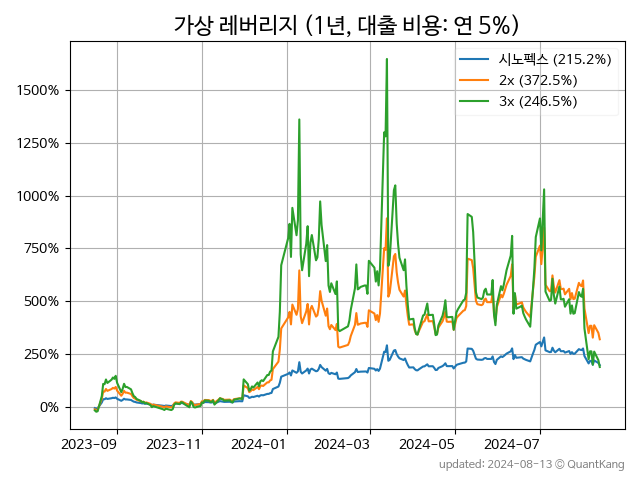 가상 레버리지 (1년, 대출 비용: 연 5%)
시노펙스 (215.2%)
2x (372.5%)
3x (246.5%)
1500%
1250%
1000%
750%
500%
250%
0%
2023-09 2023-11 2024-01 2024-03 2024-05 2024-07
updated: 2024-08-13 © QuantKang